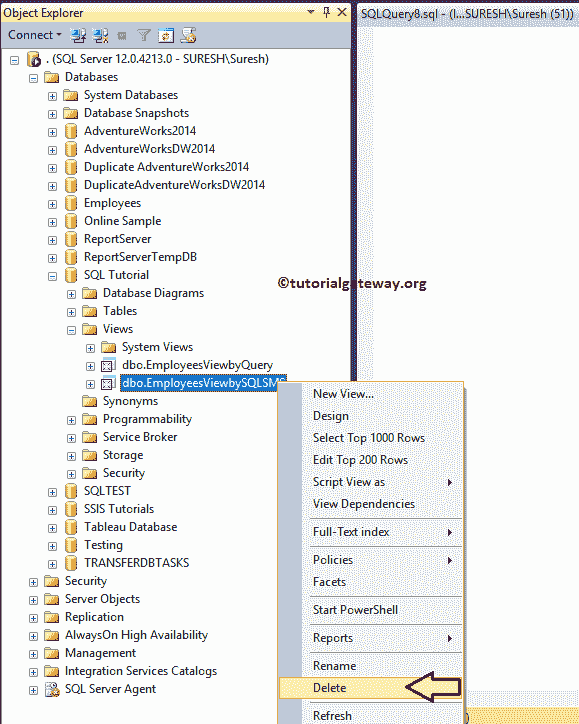 Object Explorer
SQLQuery8.sql - (l...SURESH\Suresh (51))
Connect
. (SQL Server 12.0.4213.0 - SURESH\Suresh)
Databases
System Databases
Database Snapshots
AdventureWorks2014
AdventureWorksDW2014
Duplicate AdventureWorks2014
DuplicateAdventureWorksDW2014
Employees
Online Sample
ReportServer
ReportServerTempDB
SQL Tutorial
©tutorialgateway.org
Database Diagrams
Tables
Views
System Views
dbo.EmployeesViewbyQuery
dbo.EmployeesViewbySQLSMS
Synonyms
Programmability
Service Broker
Storage
Security
SQLTEST
SSIS Tutorials
Tableau Database
Testing
TRANSFERDBTASKS
Security
Server Objects
Replication
AlwaysOn High Availability
Management
Integration Services Catalogs
SQL Server Agent
New View...
Design
Select Top 1000 Rows
Edit Top 200 Rows
Script View as
View Dependencies
Full-Text index
Policies
Facets
Start PowerShell
Reports
Rename
Delete
Refresh